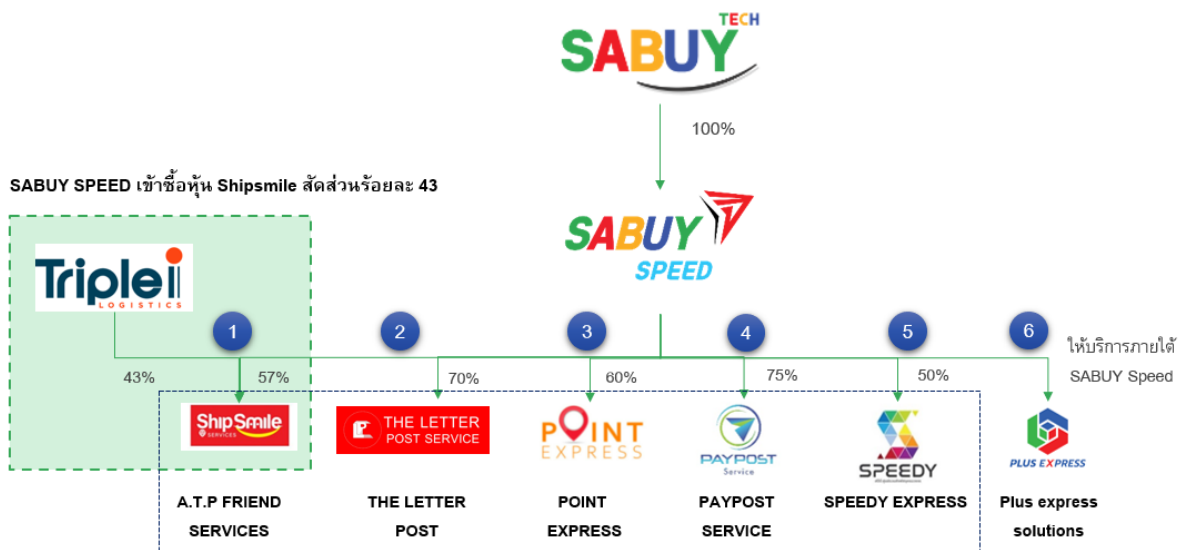 TECH
SABUY
100%
SABUY SPEED เข้าซื้อหุ้น Shipsmile สัดส่วนร้อยละ 43
Triplei
LOGISTICS
SABUY
SPEED
1
2
3
4
5
6
ให้บริการภายใต้
SABUY Speed
43%
57%
70%
60%
75%
50%
Ship Smile
SERVICES
THE LETTER
POST SERVICE
POINT
EXPRESS
PAYPOST
Service
SPEEDY
PLUS EXPRESS
A.T.P FRIEND
SERVICES
THE LETTER
POST
POINT
EXPRESS
PAYPOST
SERVICE
SPEEDY EXPRESS
Plus express
solutions